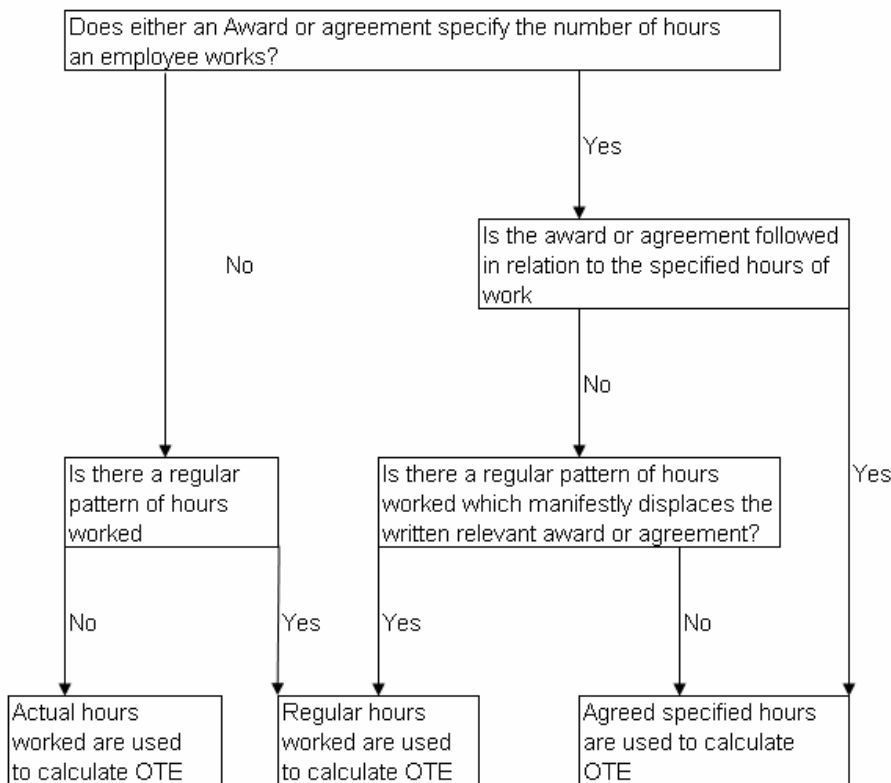 Does either an Award or agreement specify the number of hours
an employee works?
Yes
Is the award or agreement followed
in relation to the specified hours of
work
No
No
Is there a regular
pattern of hours
worked
Is there a regular pattern of hours
worked which manifestly displaces the
written relevant award or agreement?
Yes
No
Yes
Yes
No
Actual hours
worked are used
to calculate OTE
Regular hours
worked are used
to calculate OTE
Agreed specified hours
are used to calculate
OTE